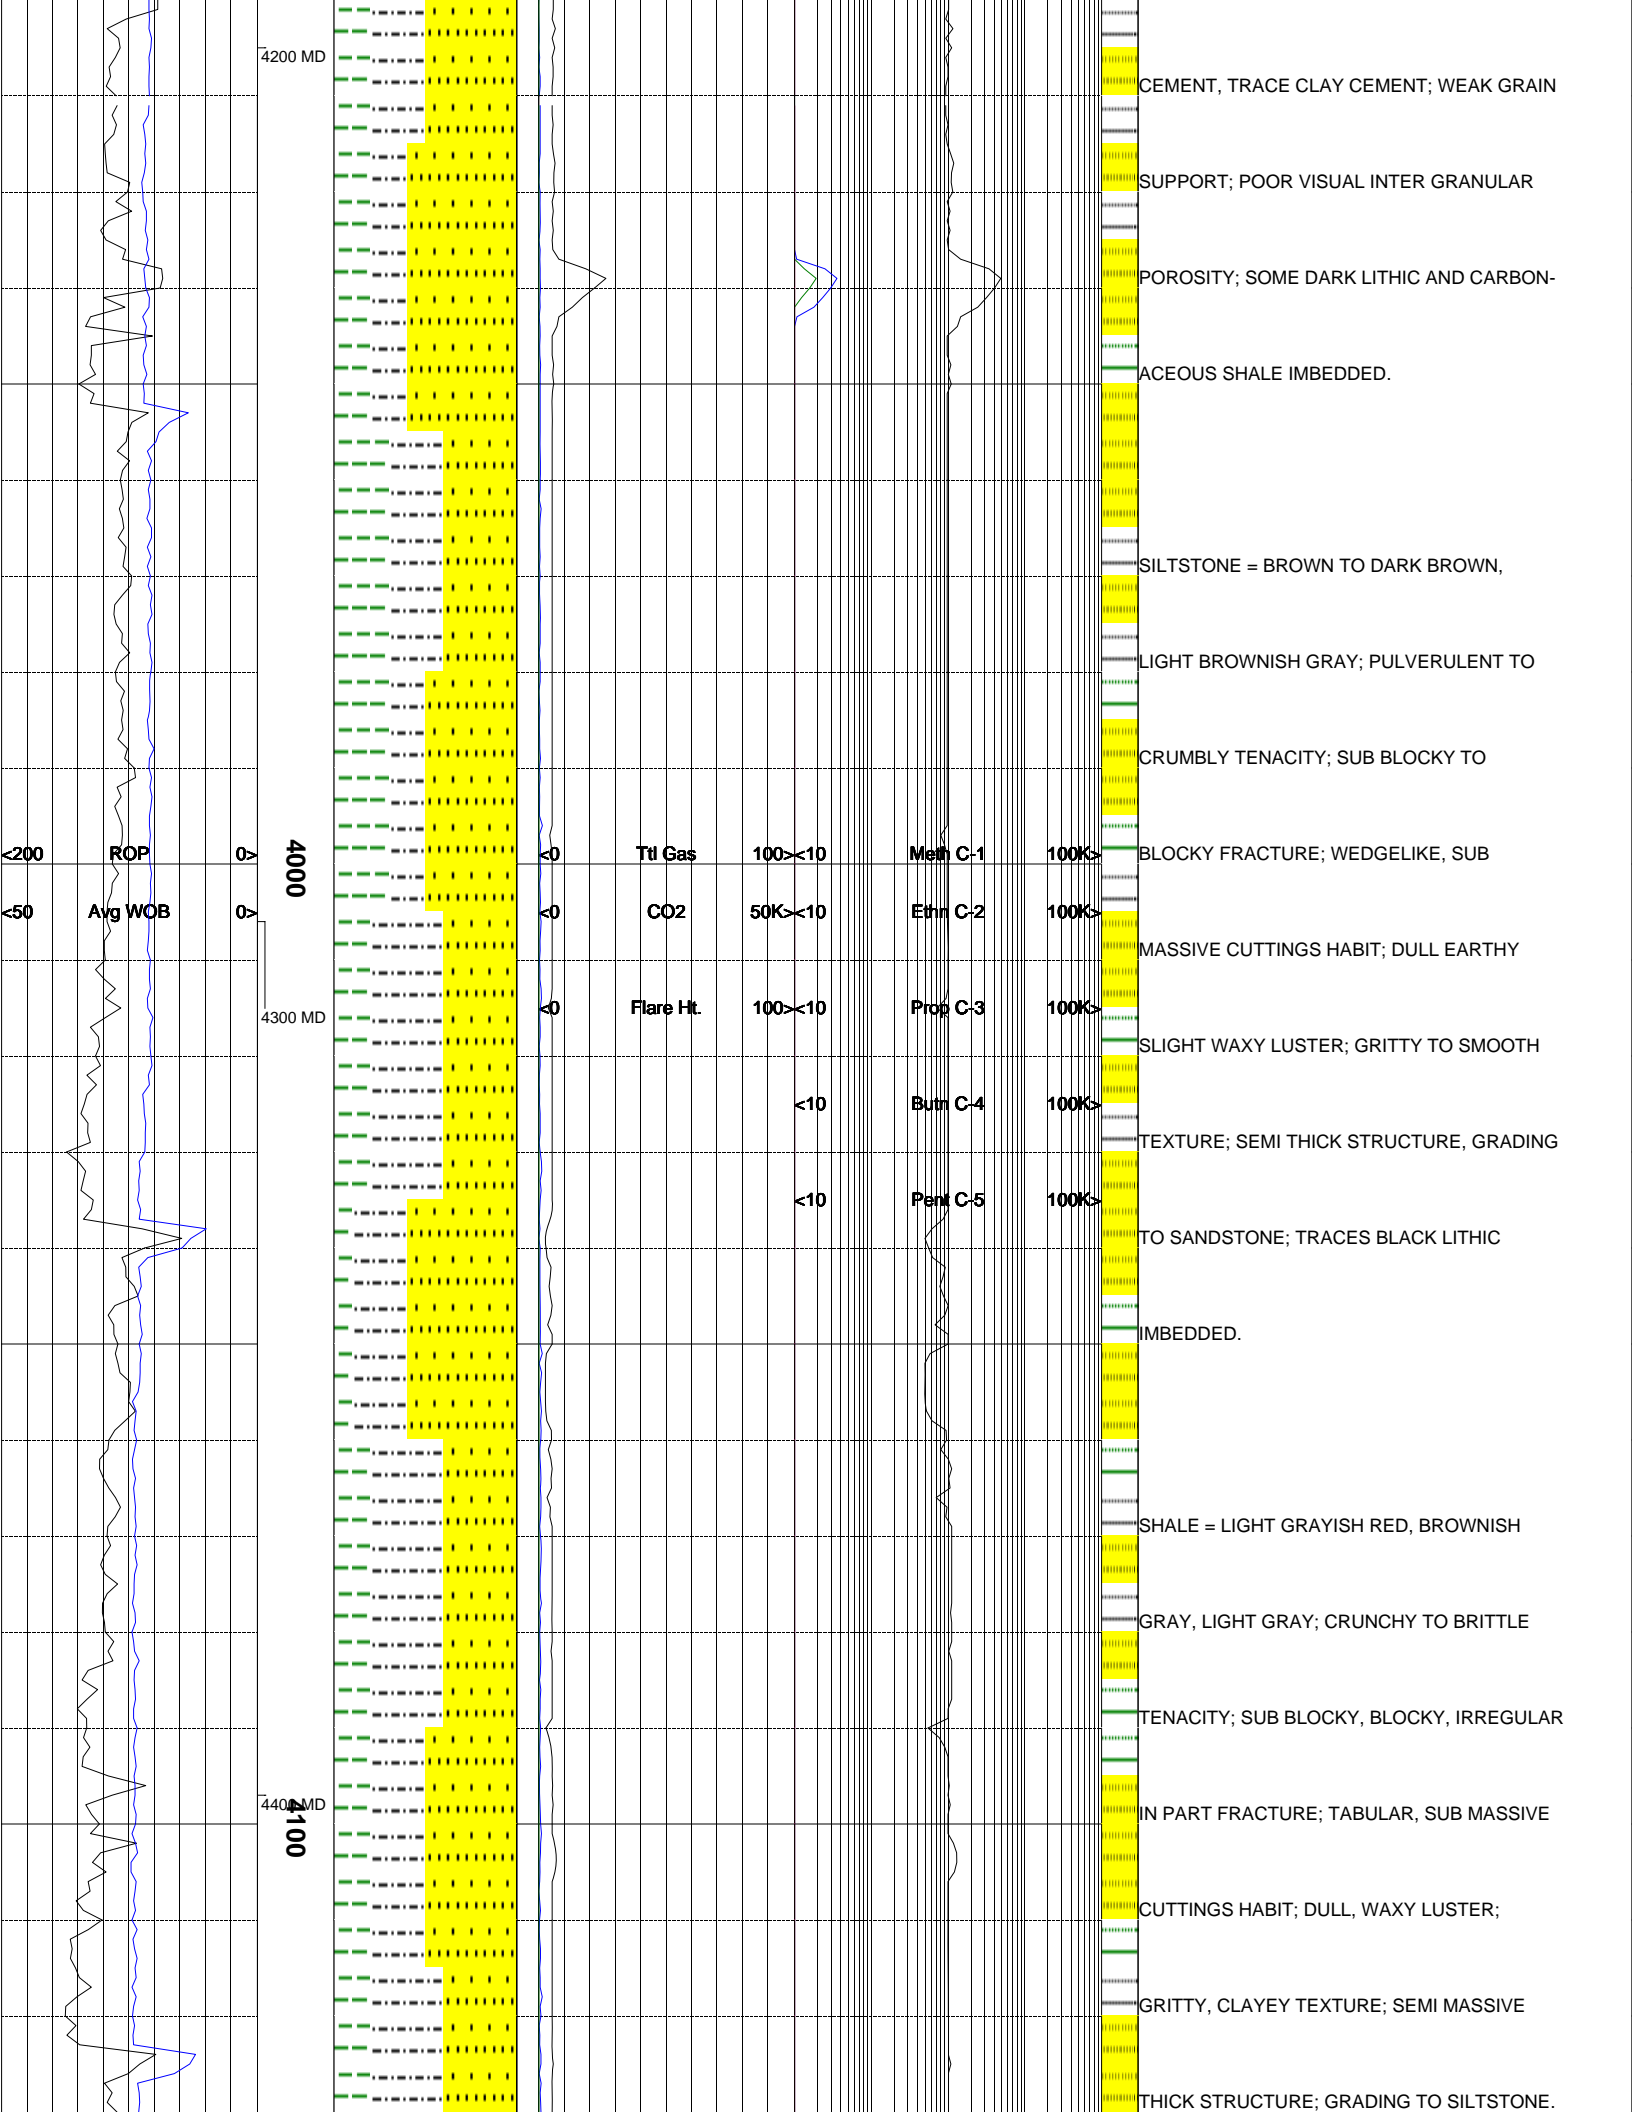 4200 MD
CEMENT, TRACE CLAY CEMENT; WEAK GRAIN
SUPPORT; POOR VISUAL INTER GRANULAR
POROSITY; SOME DARK LITHIC AND CARBON-
ACEOUS SHALE IMBEDDED.
SILTSTONE = BROWN TO DARK BROWN,
LIGHT BROWNISH GRAY; PULVERULENT TO
CRUMBLY TENACITY; SUB BLOCKY TO
<200 ROP 0> 4000 <0 Ttl Gas 100><10 Meth C-1 100K> BLOCKY FRACTURE; WEDGELIKE, SUB
<50 Avg WOB 0> <0 CO2 50K><10 Ethn C-2 100K>
MASSIVE CUTTINGS HABIT; DULL EARTHY
4300 MD <0 Flare Ht. 100><10 Prop C-3 100K>
SLIGHT WAXY LUSTER; GRITTY TO SMOOTH
<10 Butn C-4 100K>
TEXTURE; SEMI THICK STRUCTURE, GRADING
<10 Pent C-5 100K>
TO SANDSTONE; TRACES BLACK LITHIC
IMBEDDED.
SHALE = LIGHT GRAYISH RED, BROWNISH
GRAY, LIGHT GRAY; CRUNCHY TO BRITTLE
TENACITY; SUB BLOCKY, BLOCKY, IRREGULAR
4400 MD 4100 IN PART FRACTURE; TABULAR, SUB MASSIVE
CUTTINGS HABIT; DULL, WAXY LUSTER;
GRITTY, CLAYEY TEXTURE; SEMI MASSIVE
THICK STRUCTURE; GRADING TO SILTSTONE.